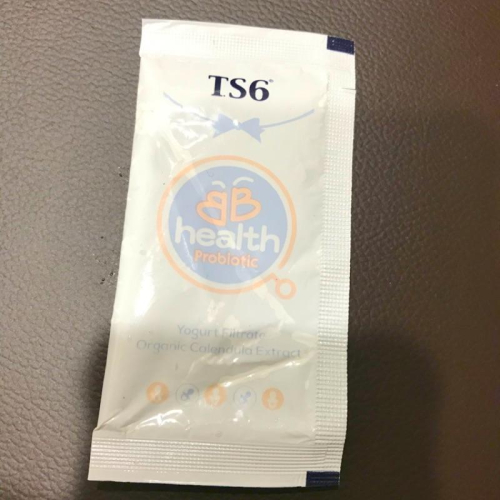 TS6®
BB
health
Probiotic
Yogurt Filtrate
Organic Calendula Extract